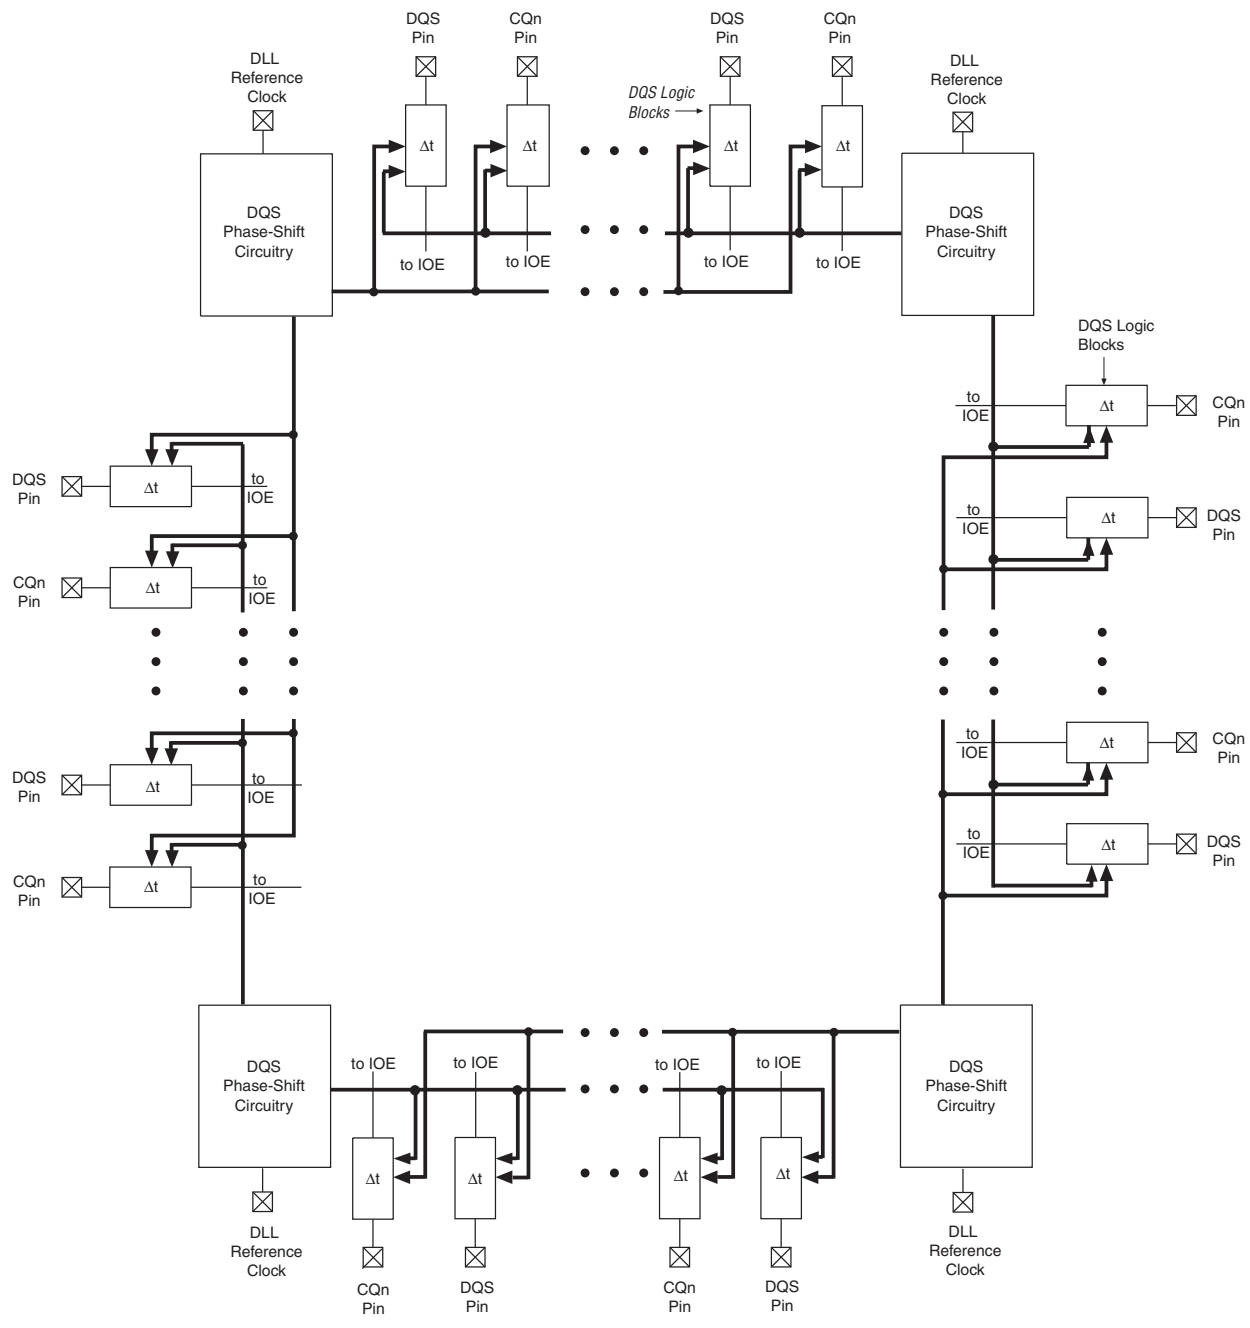 DQS
Pin
CQn
Pin
DQS
Pin
CQn
Pin
DLL
Reference
Clock
DLL
Reference
Clock
DQS Logic
Blocks
Δt
Δt
Δt
Δt
DQS
Phase-Shift
Circuitry
DQS
Phase-Shift
Circuitry
to IOE
to IOE
to IOE
to IOE
DQS Logic
Blocks
to
IOE
Δt
CQn
Pin
DQS
Pin
Δt
to
IOE
to
IOE
Δt
DQS
Pin
CQn
Pin
Δt
to
IOE
to
IOE
Δt
CQn
Pin
DQS
Pin
Δt
to
IOE
to
IOE
Δt
DQS
Pin
CQn
Pin
Δt
to
IOE
DQS
Phase-Shift
Circuitry
to IOE
to IOE
to IOE
to IOE
DQS
Phase-Shift
Circuitry
Δt
Δt
Δt
Δt
DLL
Reference
Clock
DLL
Reference
Clock
CQn
Pin
DQS
Pin
CQn
Pin
DQS
Pin